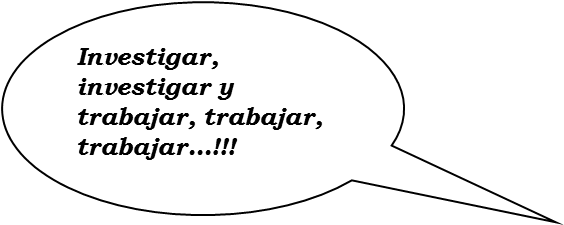 Investigar,
investigar y
trabajar, trabajar,
trabajar...!!!